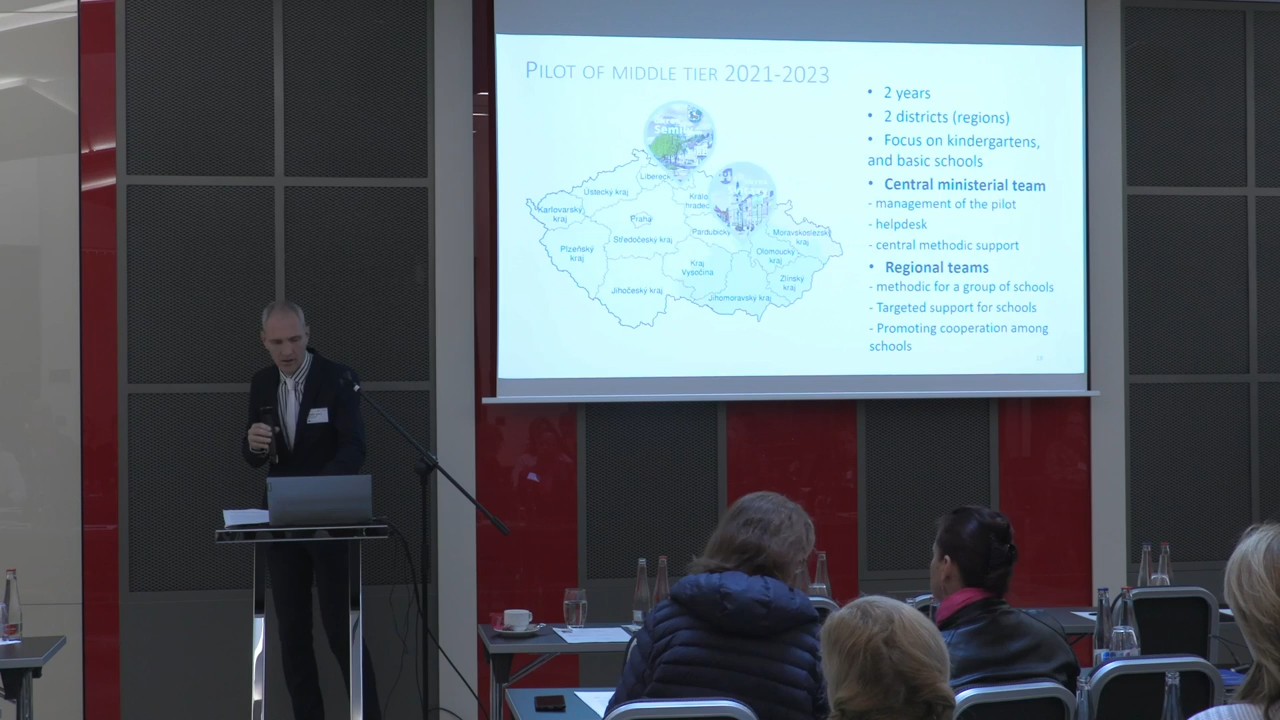 PILOT OF MIDDLE TIER 2021-2023
• 2 years
• 2 districts (regions)
• Focus on kindergartens,
and basic schools
• Central ministerial team
- management of the pilot
- helpdesk
- central methodic support
• Regional teams
- methodic for a group of schools
- Targeted support for schools
- Promoting cooperation among
schools
Semily
Liberec
Ústecký kraj
Karlovarský
kraj
Králo
hradec
Praha
Středočeský kraj
Pardubický
Moravskoslezský
kraj
Plzeňský
kraj
Olomoucký
kraj
Kraj
Vysočina
Zlínský
kraj
Jihočeský kraj
Jihomoravský kraj